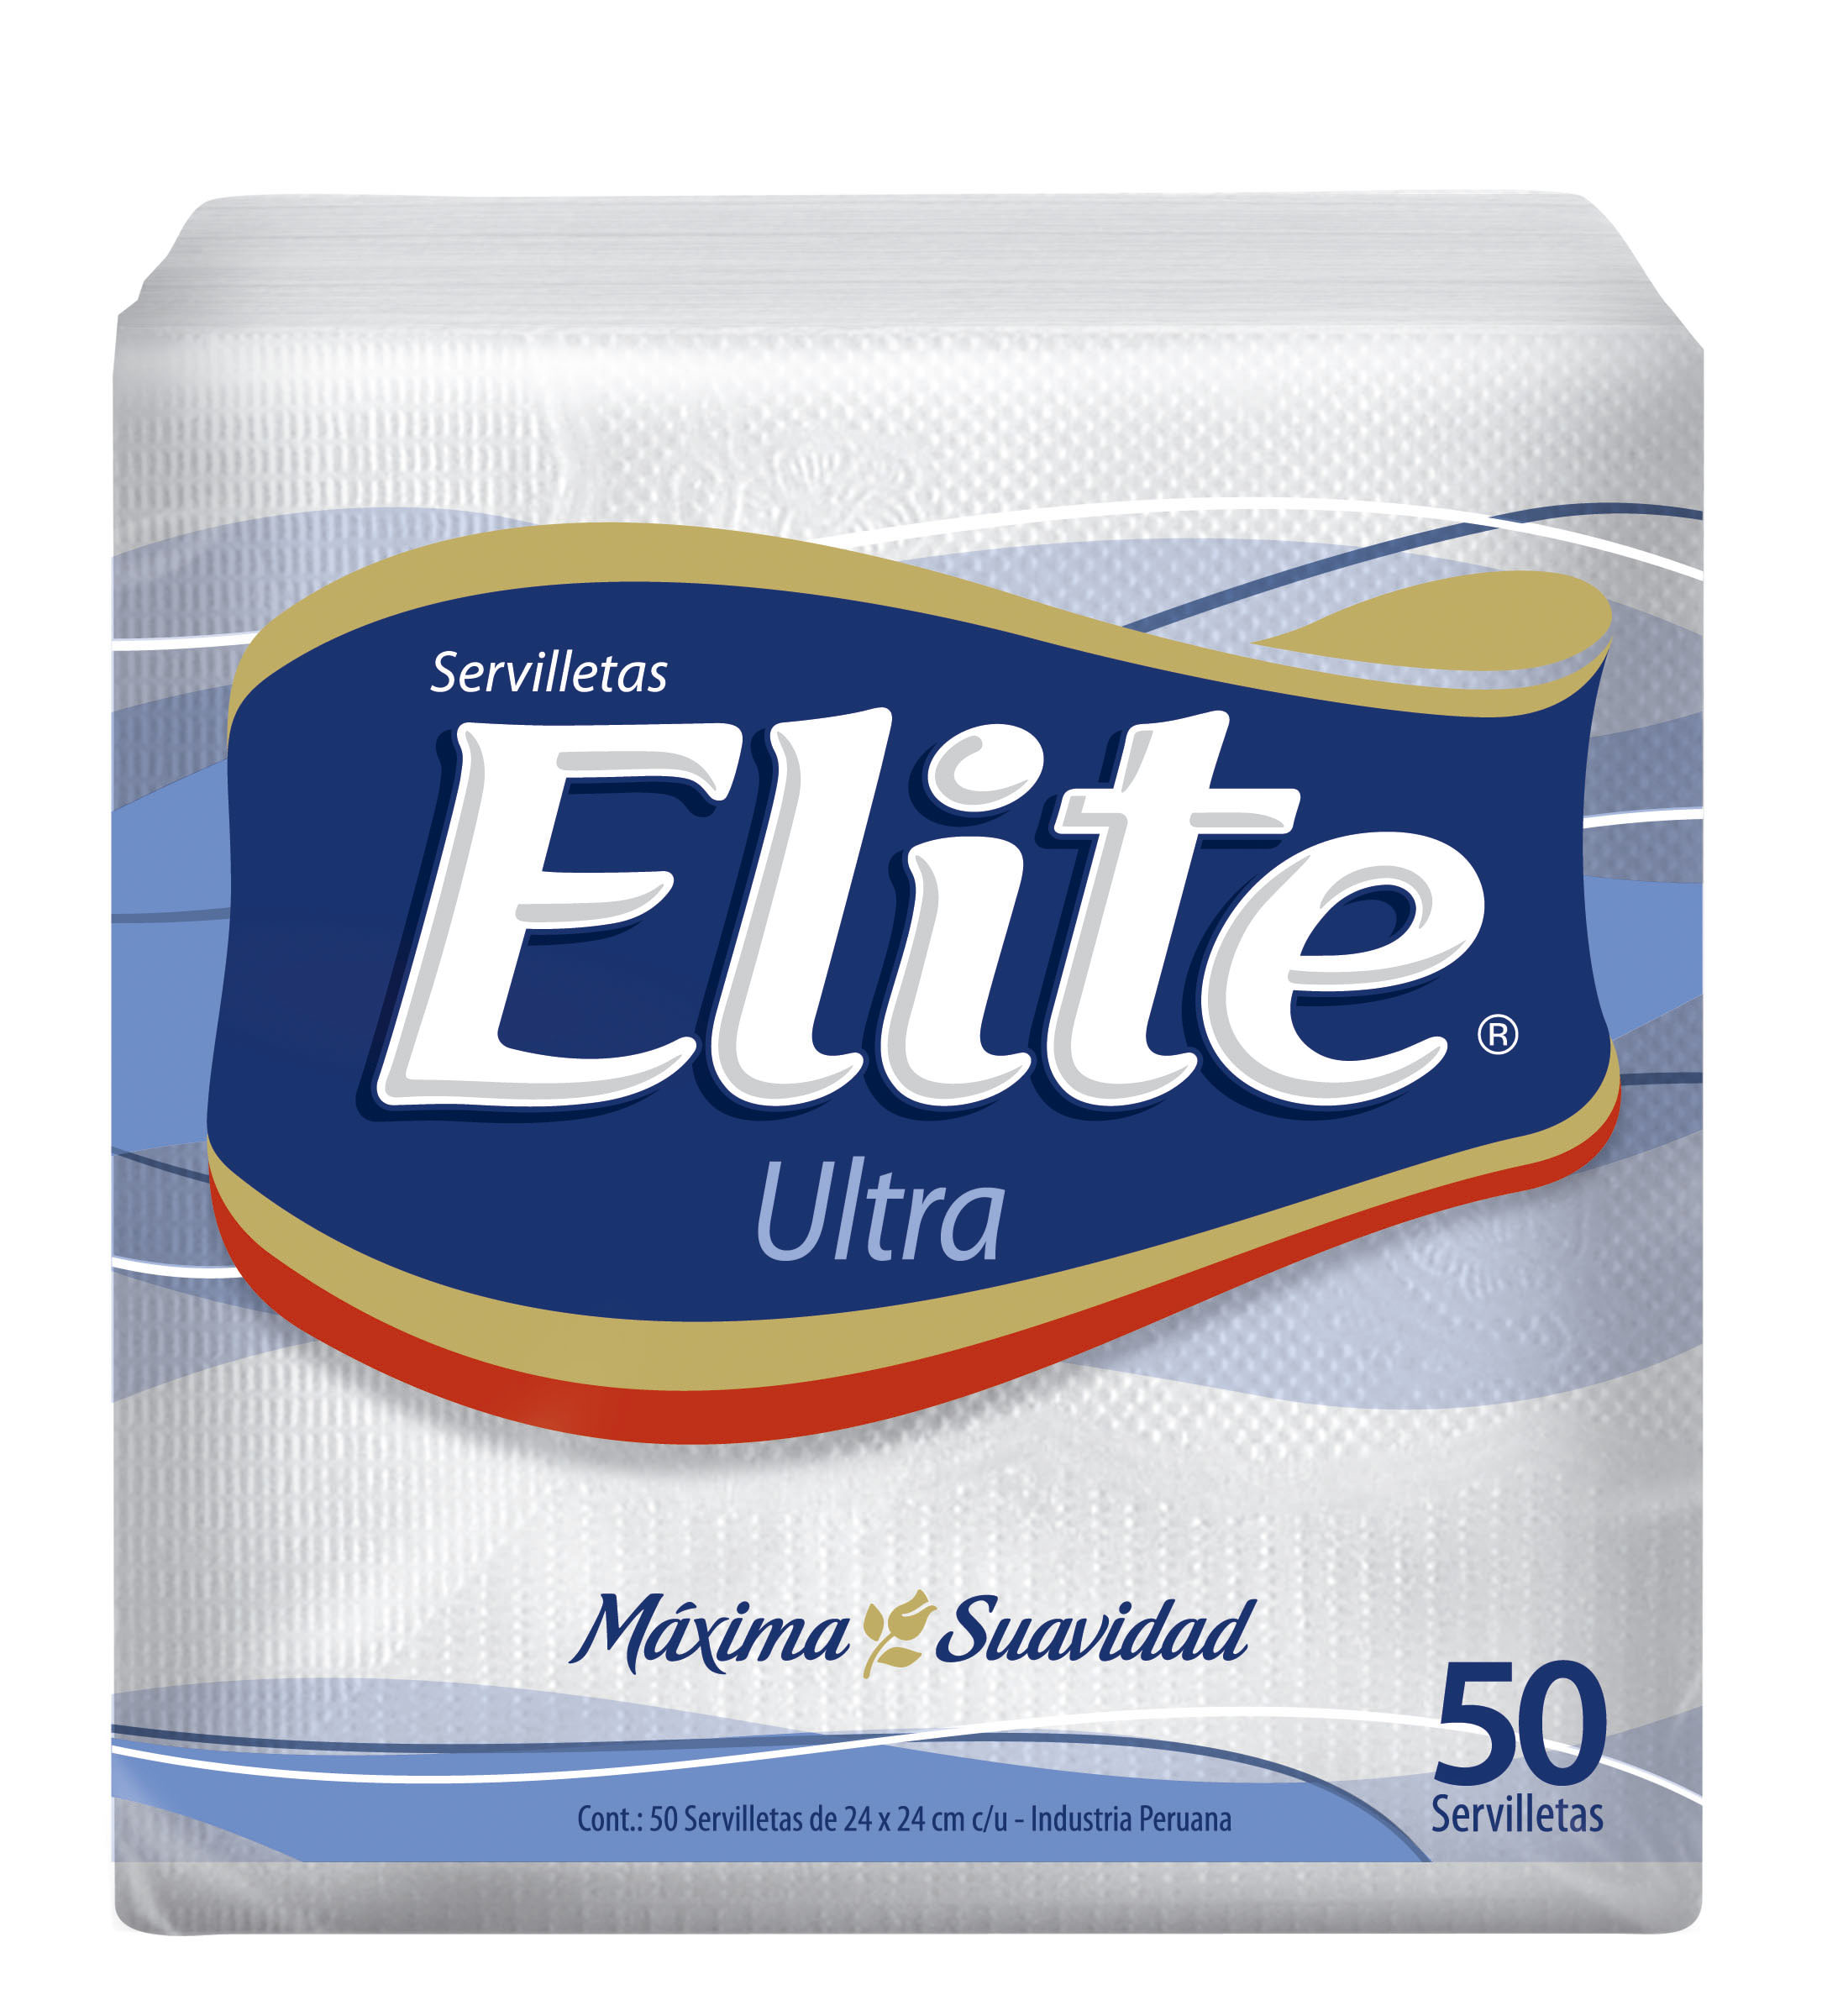 Servilletas
Elite ®
Ultra
Máxima Suavidad
50
Servilletas
Cont.: 50 Servilletas de 24 x 24 cm c/u - Industria Peruana